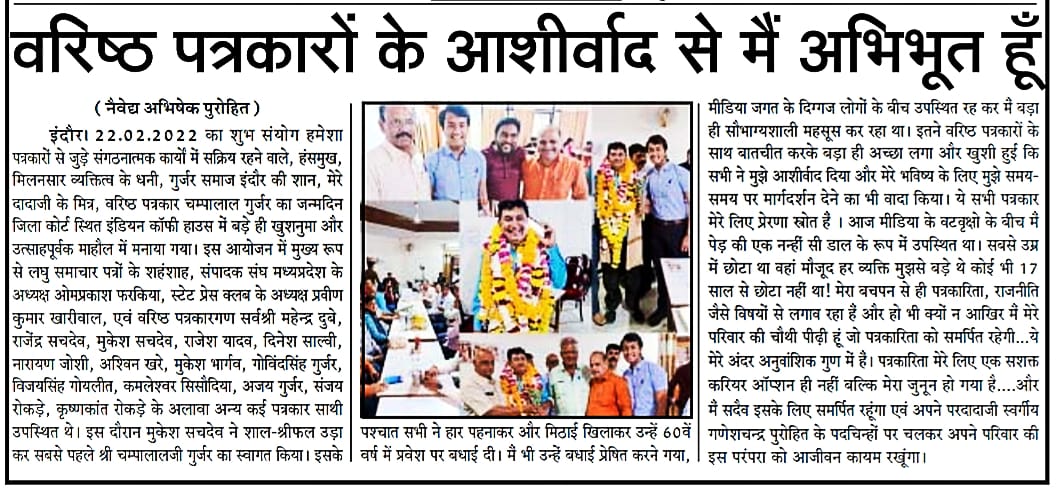 वरिष्ठ पत्रकारों के आशीर्वाद से मैं अभिभूत हूँ
( नैवेद्य अभिषेक पुरोहित )
इंदौर। 22.02.2022 का शुभ संयोग हमेशा
पत्रकारों से जुड़े संगठनात्मक कार्यो में सक्रिय रहने वाले, हंसमुख,
मिलनसार व्यक्तित्व के धनी, गुर्जर समाज इंदौर की शान, मेरे
दादाजी के मित्र, वरिष्ठ पत्रकार चम्पालाल गुर्जर का जन्मदिन
जिला कोर्ट स्थित इंडियन कॉफी हाउस में बड़े ही खुशनुमा और
उत्साहपूर्वक माहौल में मनाया गया। इस आयोजन में मुख्य रूप
से लघु समाचार पत्रों के शहंशाह, संपादक संघ मध्यप्रदेश के
अध्यक्ष ओमप्रकाश फरकिया, स्टेट प्रेस क्लब के अध्यक्ष प्रवीण
कुमार खारीवाल, एवं वरिष्ठ पत्रकारगण सर्वश्री महेन्द्र दुबे,
राजेंद्र सचदेव, मुकेश सचदेव, राजेश यादव, दिनेश साल्वी,
नारायण जोशी, अश्विन खरे, मुकेश भार्गव, गोविंदसिंह गुर्जर,
विजयसिंह गोयलीत, कमलेश्वर सिसौदिया, अजय गुर्जर, संजय
रोकड़े, कृष्णकांत रोकड़े के अलावा अन्य कई पत्रकार साथी
उपस्थित थे। इस दौरान मुकेश सचदेव ने शाल-श्रीफल उड़ा
कर सबसे पहले श्री चम्पालालजी गुर्जर का स्वागत किया। इसके
पश्चात सभी ने हार पहनाकर और मिठाई खिलाकर उन्हें 60वें
वर्ष में प्रवेश पर बधाई दी। मैं भी उन्हें बधाई प्रेषित करने गया,
मीडिया जगत के दिग्गज लोगों के बीच उपस्थित रह कर मैं बड़ा
ही सौभाग्यशाली महसूस कर रहा था। इतने वरिष्ठ पत्रकारों के
साथ बातचीत करके बड़ा ही अच्छा लगा और खुशी हुई कि
सभी ने मुझे आशीर्वाद दिया और मेरे भविष्य के लिए मुझे समय-
समय पर मार्गदर्शन देने का भी वादा किया। ये सभी पत्रकार
मेरे लिए प्रेरणा स्रोत है । आज मीडिया के वटवृक्षो के बीच मै
पेड़ की एक नन्हीं सी डाल के रूप में उपस्थित था। सबसे उम्र
में छोटा था वहां मौजूद हर व्यक्ति मुझसे बड़े थे कोई भी 17
साल से छोटा नहीं था! मेरा बचपन से ही पत्रकारिता, राजनीति
जैसे विषयों से लगाव रहा है और हो भी क्यों न आखिर मैं मेरे
परिवार की चौथी पीढ़ी हूं जो पत्रकारिता को समर्पित रहेगी...ये
मेरे अंदर अनुवांशिक गुण में है। पत्रकारिता मेरे लिए एक सशक्त
करियर ऑप्शन ही नहीं बल्कि मेरा जुनून हो गया है....और
मैं सदैव इसके लिए समर्पित रहूंगा एवं अपने परदादाजी स्वर्गीय
गणेशचन्द्र पुरोहित के पदचिन्हों पर चलकर अपने परिवार की
इस परंपरा को आजीवन कायम रखूंगा।